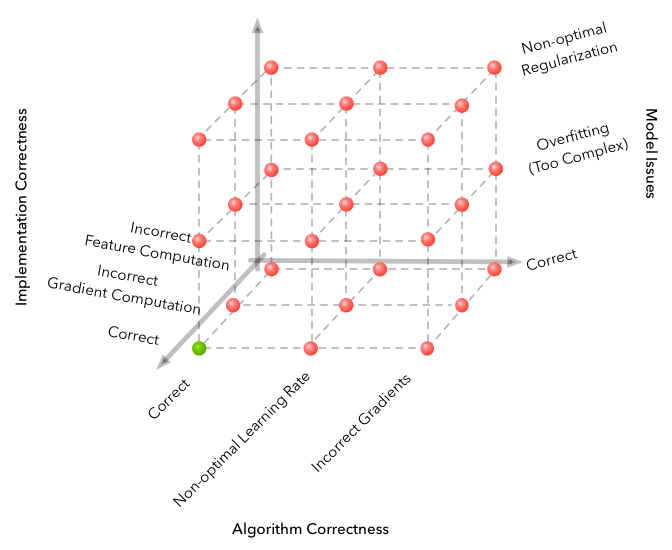 Non-optimal
Regularization
Overfitting
(Too Complex)
Model Issues
Implementation Correctness
Incorrect
Feature Computation
Incorrect
Gradient Computation
Correct
Correct
Correct
Non-optimal Learning Rate
Incorrect Gradients
Algorithm Correctness